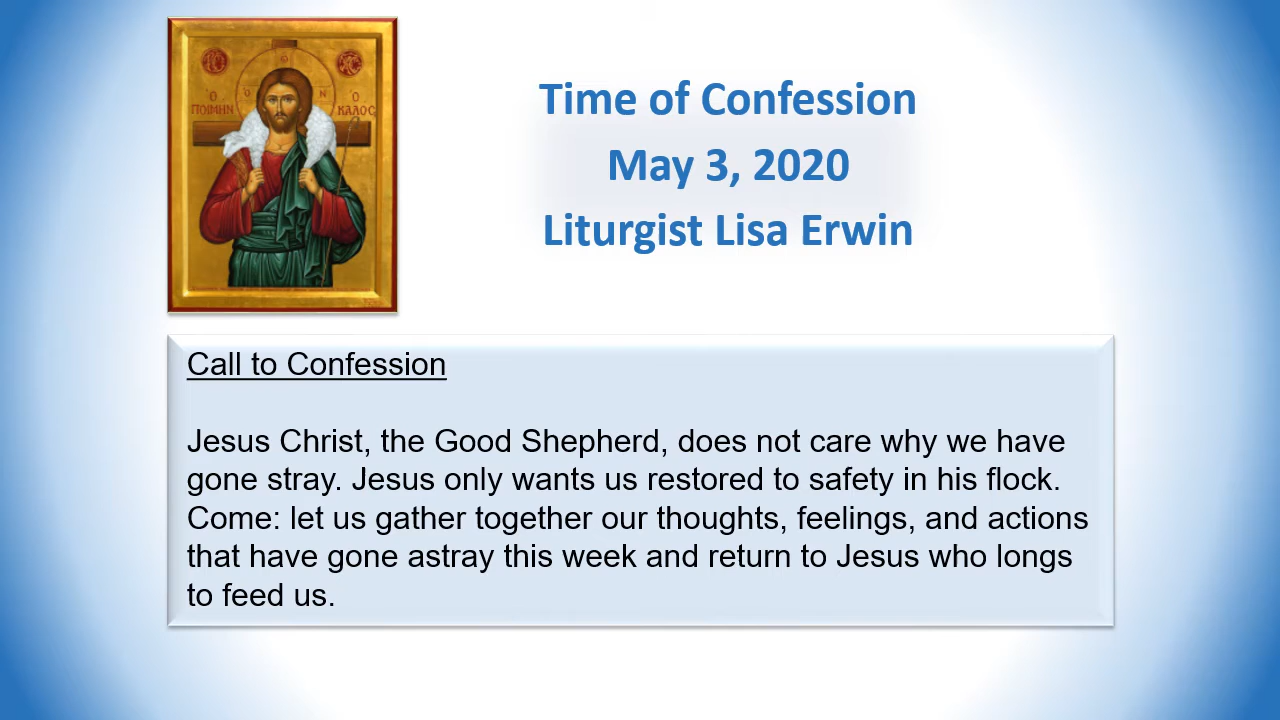 Ὁ
ΠΟΙΜΗΝ
Ὁ
ΚΑΛΟΣ
Ο Ο Ν
Time of Confession
May 3, 2020
Liturgist Lisa Erwin
Call to Confession
Jesus Christ, the Good Shepherd, does not care why we have
gone stray. Jesus only wants us restored to safety in his flock.
Come: let us gather together our thoughts, feelings, and actions
that have gone astray this week and return to Jesus who longs
to feed us.